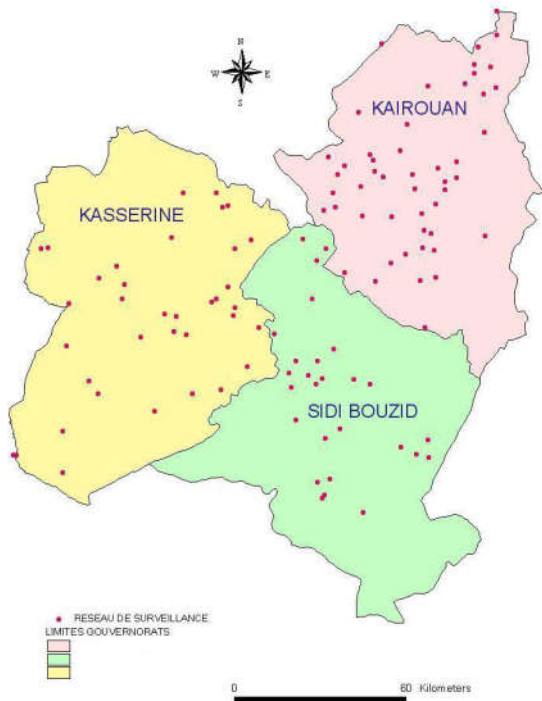 N
W E
S
KAIROUAN
KASSERINE
SIDI BOUZID
RESEAU DE SURVEILLANCE
LIMITES GOUVERNORATS
0 60 Kilometers